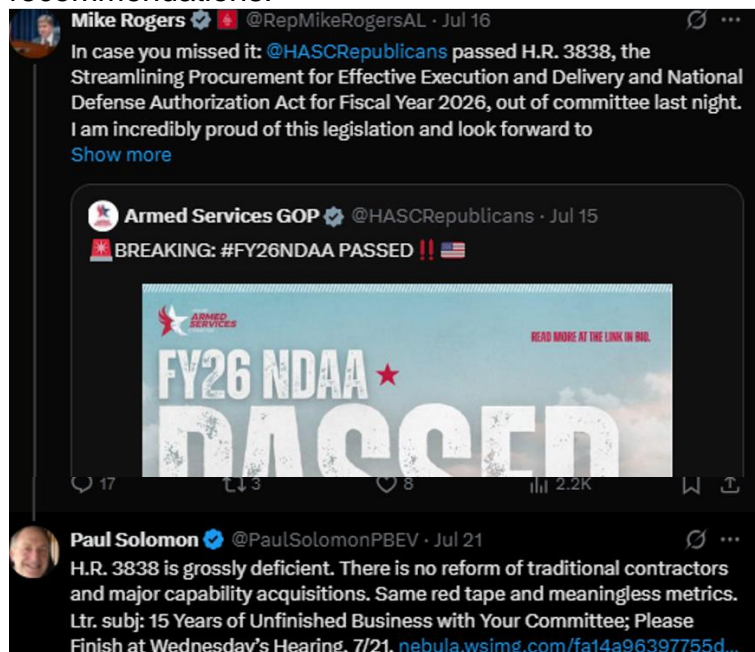 recommendations.
Mike Rogers @RepMikeRogersAL · Jul 16
In case you missed it: @HASCRepublicans passed H.R. 3838, the
Streamlining Procurement for Effective Execution and Delivery and National
Defense Authorization Act for Fiscal Year 2026, out of committee last night.
I am incredibly proud of this legislation and look forward to
Show more
Armed Services GOP @HASCRepublicans · Jul 15
BREAKING: #FY26NDAA PASSED
ARMED
SERVICES
READ MORE AT THE LINK IN BIO.
FY26 NDAA
PASSED
17 3 8 2.2K
Paul Solomon @PaulSolomonPBEV · Jul 21
H.R. 3838 is grossly deficient. There is no reform of traditional contractors
and major capability acquisitions. Same red tape and meaningless metrics.
Ltr. subj: 15 Years of Unfinished Business with Your Committee; Please
Finish at Wednesday's Hearing, 7/21. nebula.wsimg.com/fa14a96397755d...